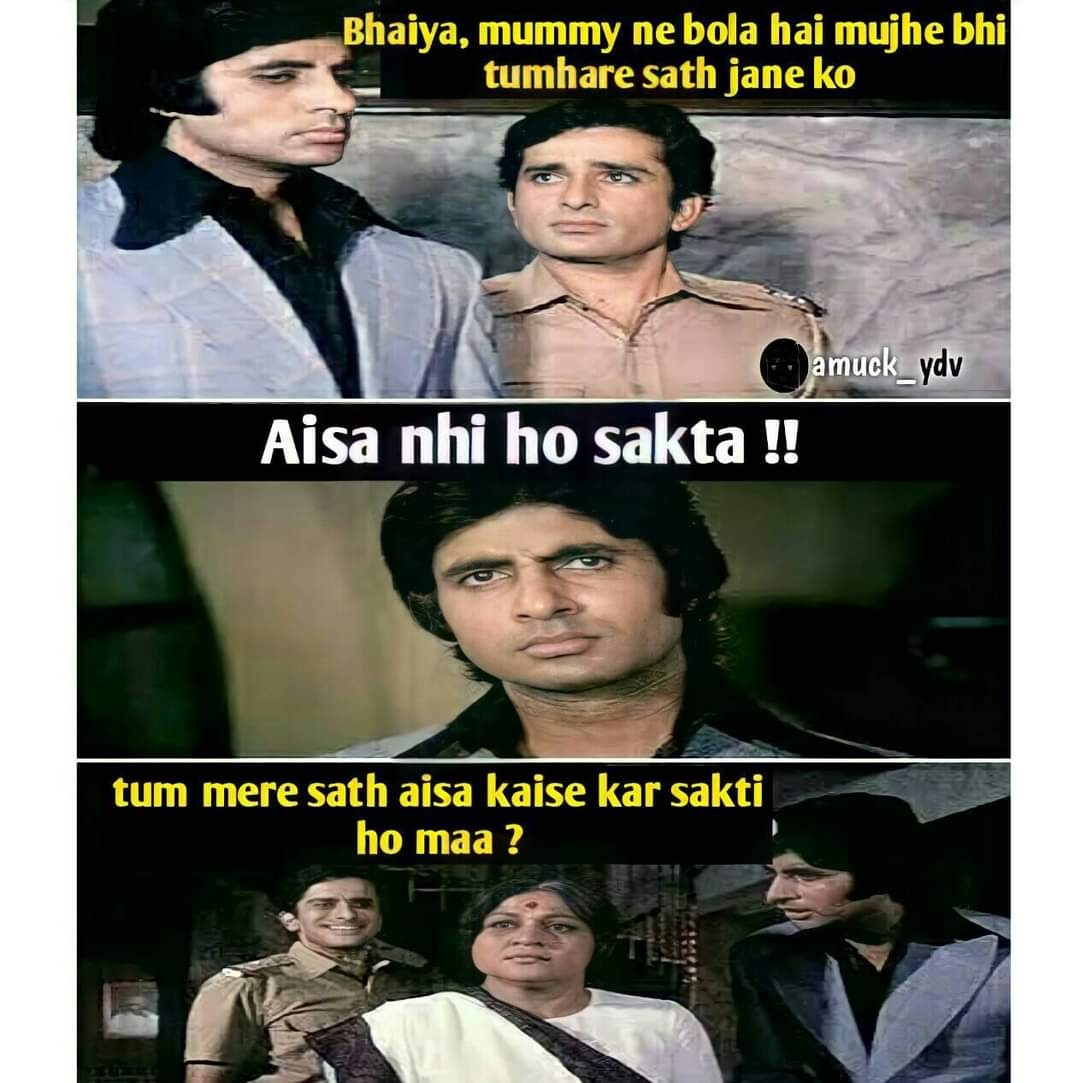 Bhaiya, mummy ne bola hai mujhe bhi
tumhare sath jane ko
amuck_ydv
Aisa nhi ho sakta !!
tum mere sath aisa kaise kar sakti
ho maa ?